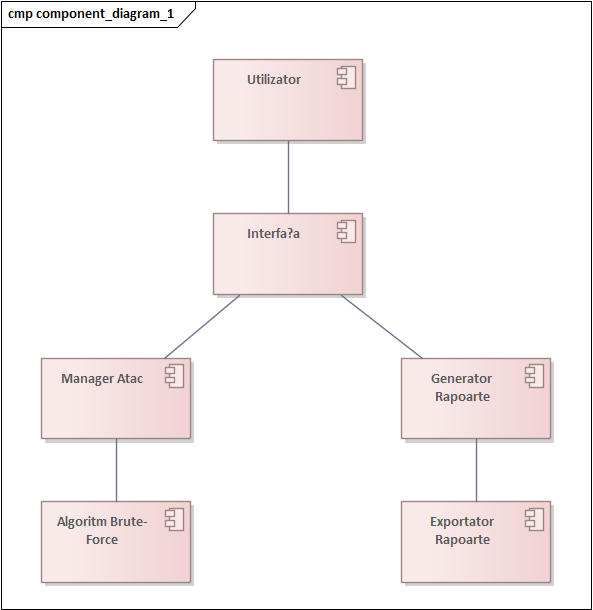 cmp component_diagram_1
Utilizator
Interfa?a
Manager Atac
Generator
Rapoarte
Algoritm Brute-
Force
Exportator
Rapoarte